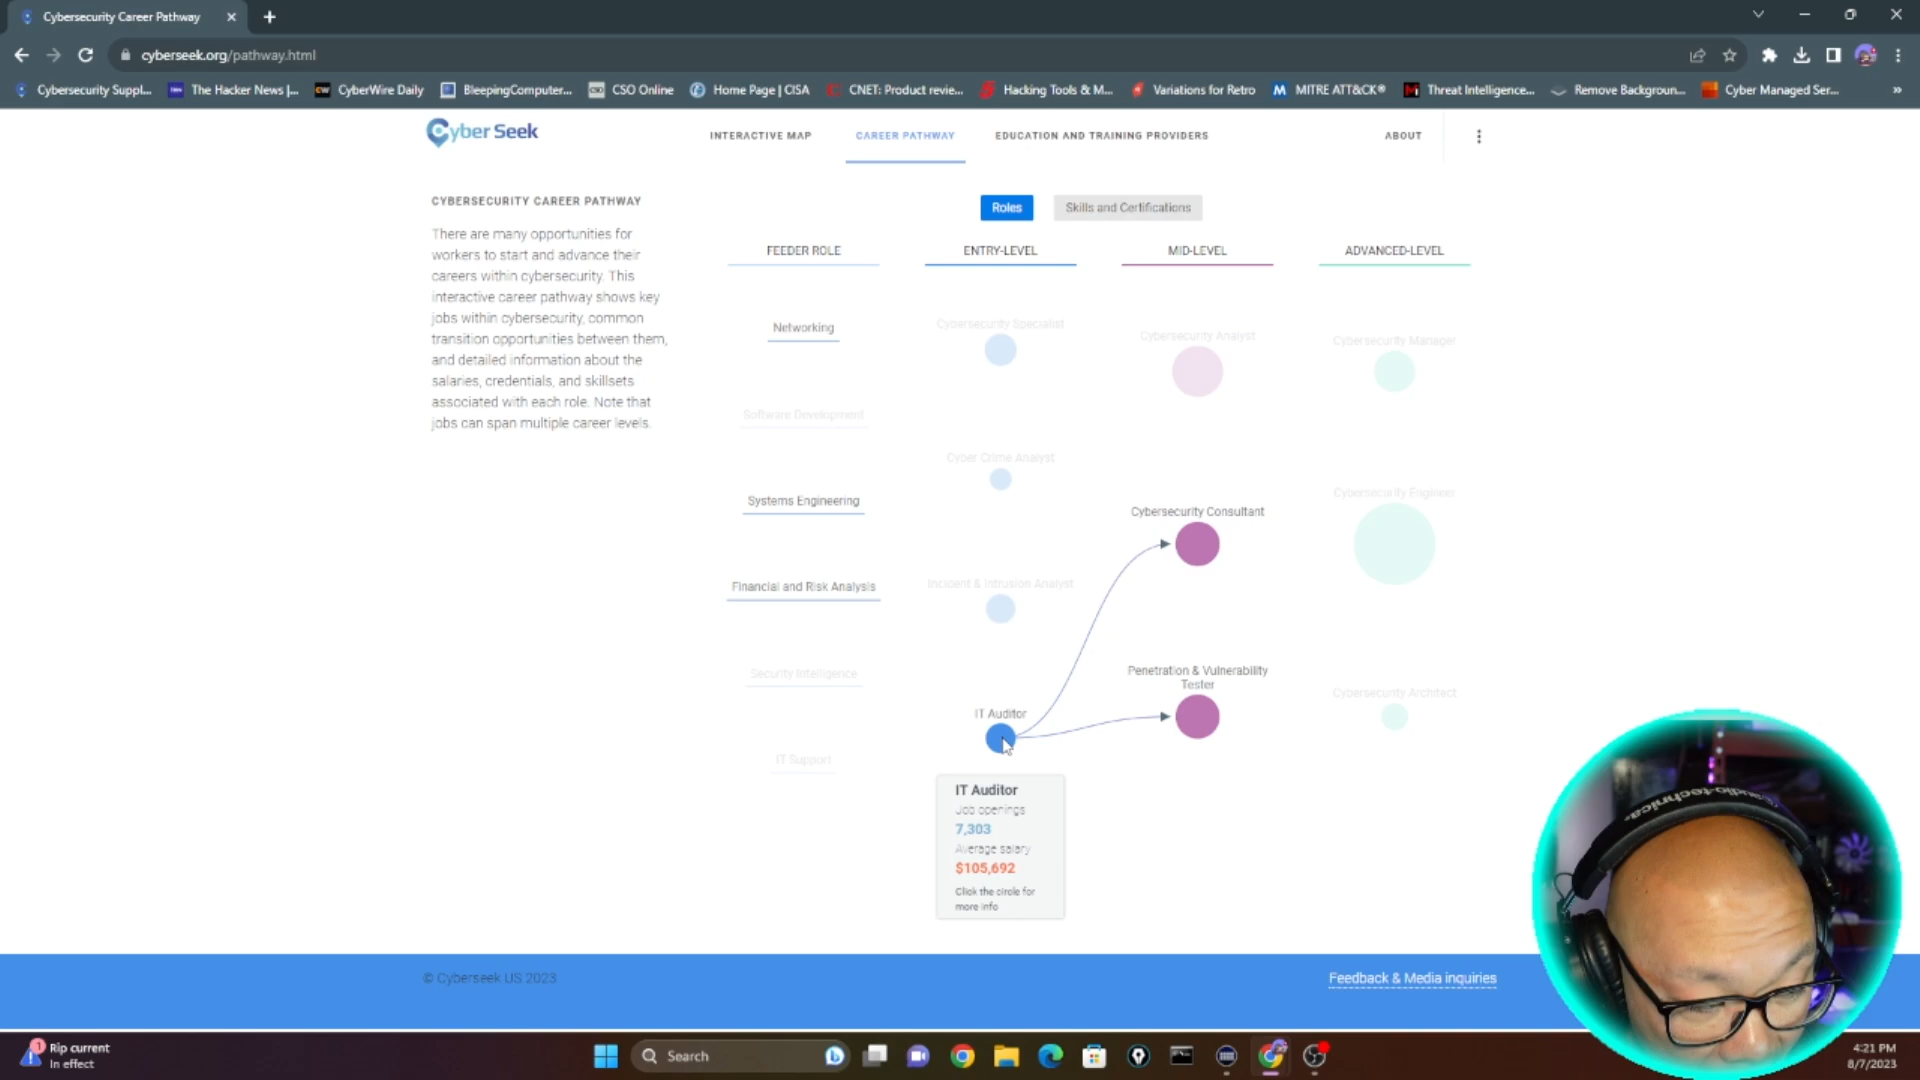 Cybersecurity Career Pathway
cyberseek.org/pathway.html
Cybersecurity Suppl...
The Hacker News |...
CyberWire Daily
BleepingComputer...
CSO Online
Home Page | CISA
CNET: Product revie...
Hacking Tools & M...
Variations for Retro
MITRE ATT&CK®
Threat Intelligence...
Remove Backgroun...
Cyber Managed Ser...
»
Cyber Seek
INTERACTIVE MAP
CAREER PATHWAY
EDUCATION AND TRAINING PROVIDERS
ABOUT
CYBERSECURITY CAREER PATHWAY
There are many opportunities for
workers to start and advance their
careers within cybersecurity. This
interactive career pathway shows key
jobs within cybersecurity, common
transition opportunities between them,
and detailed information about the
salaries, credentials, and skillsets
associated with each role. Note that
jobs can span multiple career levels.
Roles
Skills and Certifications
FEEDER ROLE
ENTRY-LEVEL
MID-LEVEL
ADVANCED-LEVEL
Networking
Software Development
Systems Engineering
Financial and Risk Analysis
Security Intelligence
IT Support
Cybersecurity Specialist
Cyber Crime Analyst
Incident & Intrusion Analyst
IT Auditor
IT Auditor
Job openings
7,303
Average salary
$105,692
Click the circle for
more info
Cybersecurity Analyst
Cybersecurity Consultant
Penetration & Vulnerability
Tester
Cybersecurity Manager
Cybersecurity Engineer
Cybersecurity Architect
audio-technica
© Cyberseek US 2023
Feedback & Media inquiries
1
Rip current
In effect
Search
4:21 PM
8/7/2023